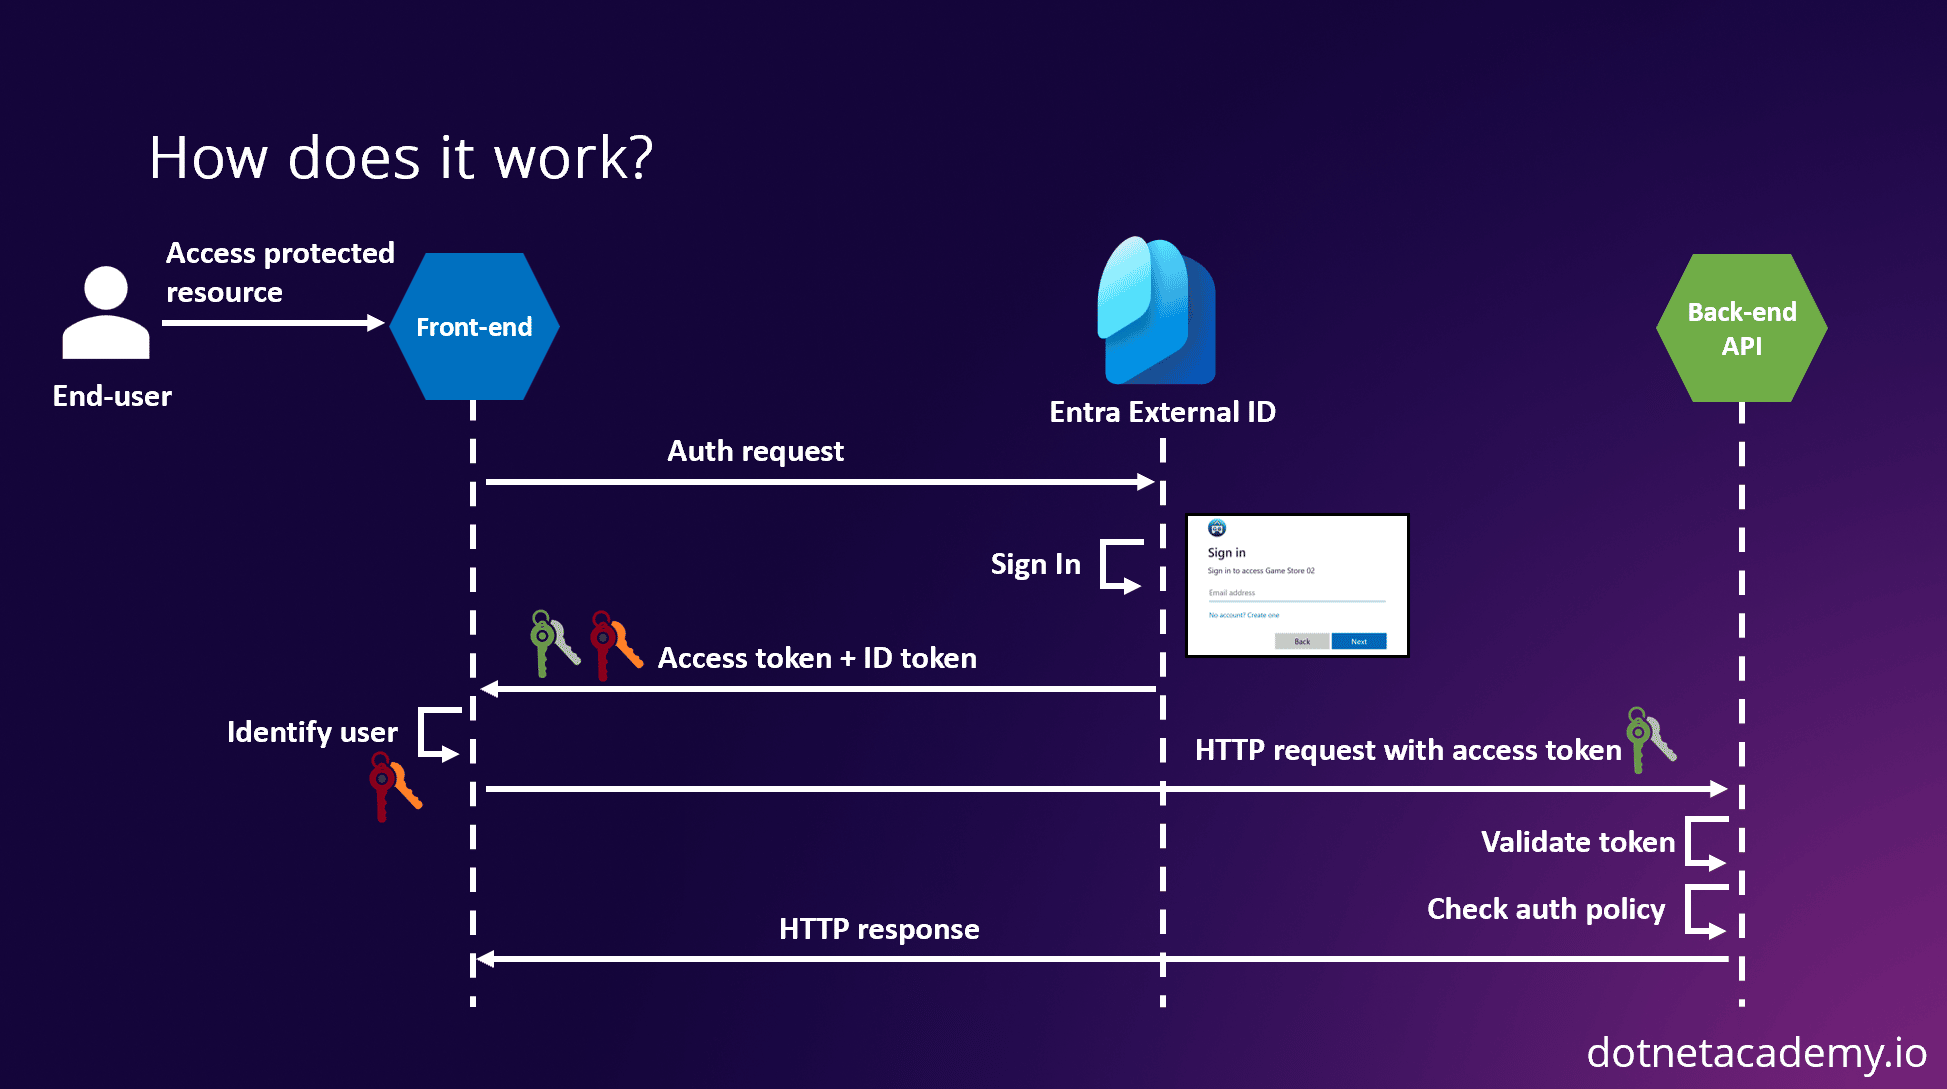 How does it work?
Access protected
resource
Front-end
Back-end
API
End-user
Entra External ID
Auth request
Sign In
Sign in
Sign in to access Game Store 02
Email address
No account? Create one
Back
Next
Access token + ID token
Identify user
HTTP request with access token
Validate token
Check auth policy
HTTP response
dotnetacademy.io